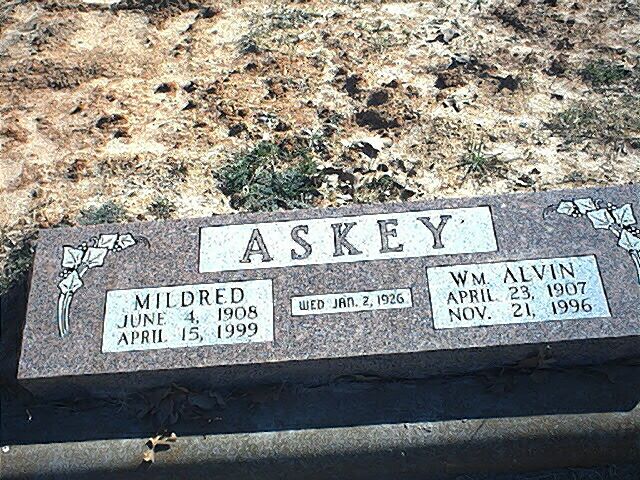 ASKEY
MILDRED
JUNE 4, 1908
APRIL 15, 1999
WED JAN. 2, 1926
WM. ALVIN
APRIL 23, 1907
NOV. 21, 1996